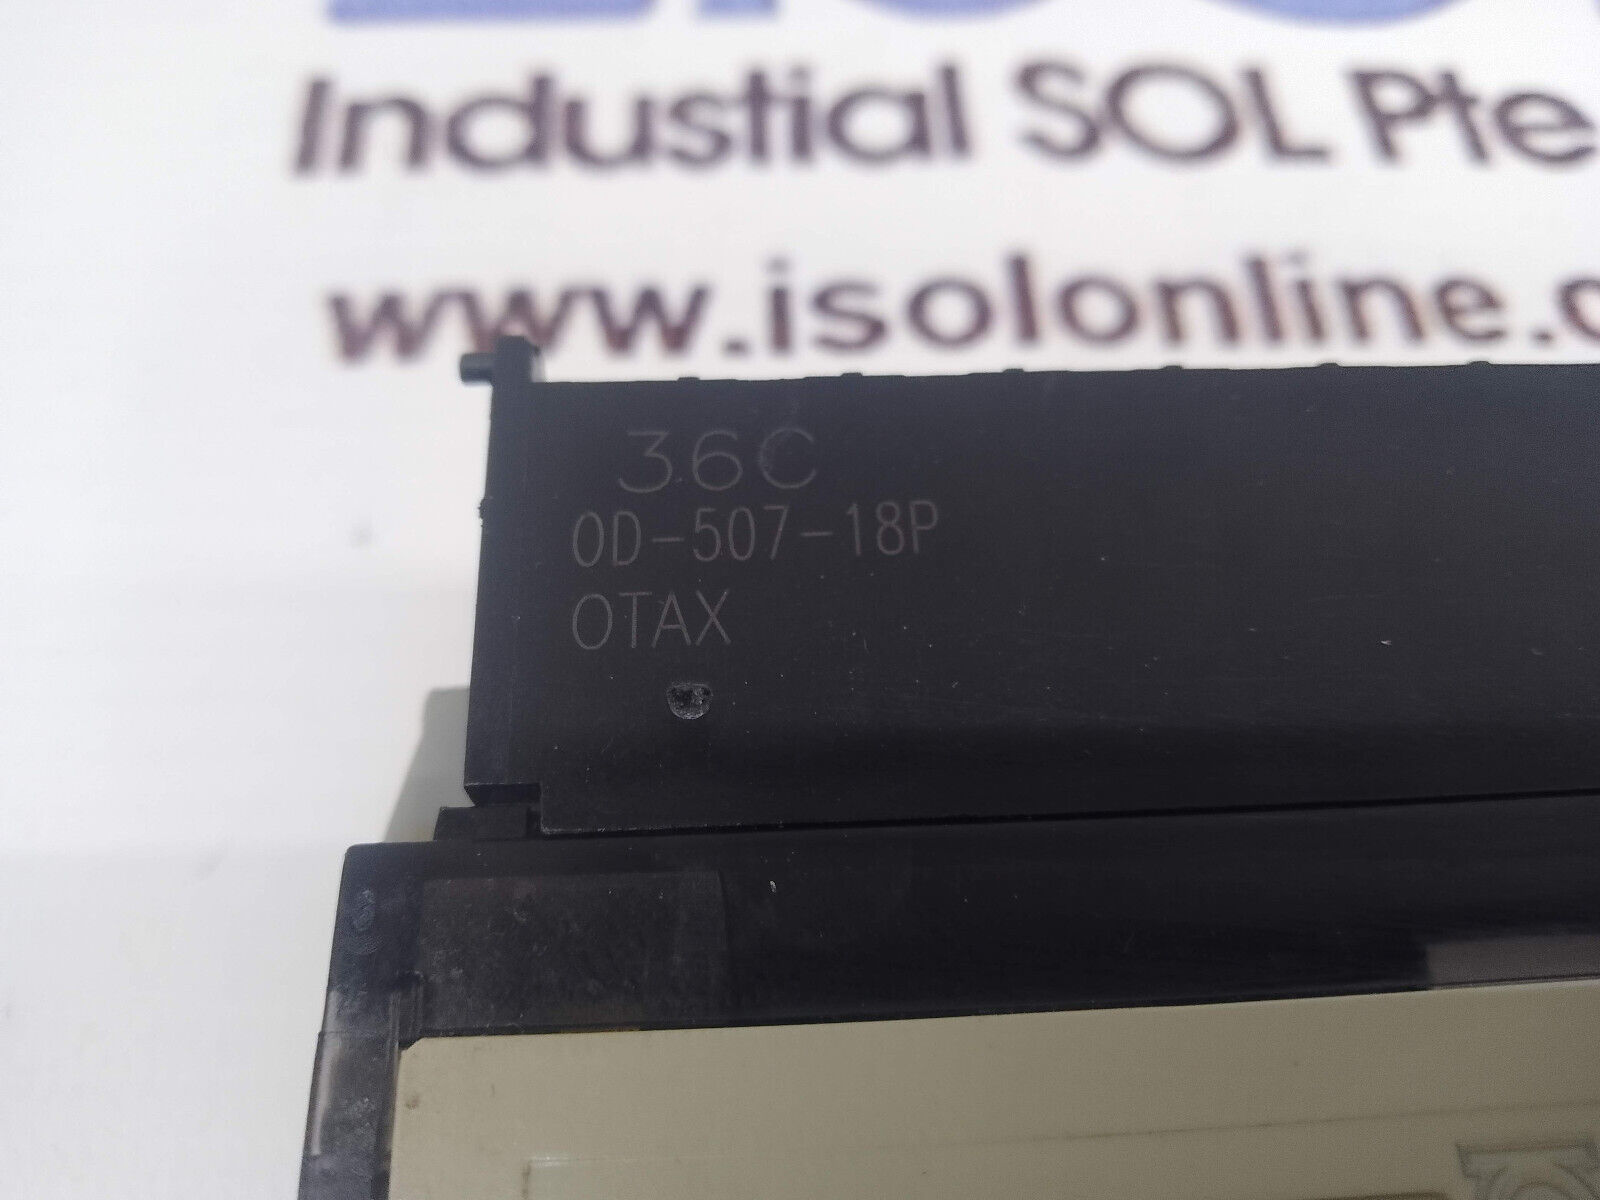 Industial SOL Pte
www.isolonline.
36C
OD-507-18P
OTAX